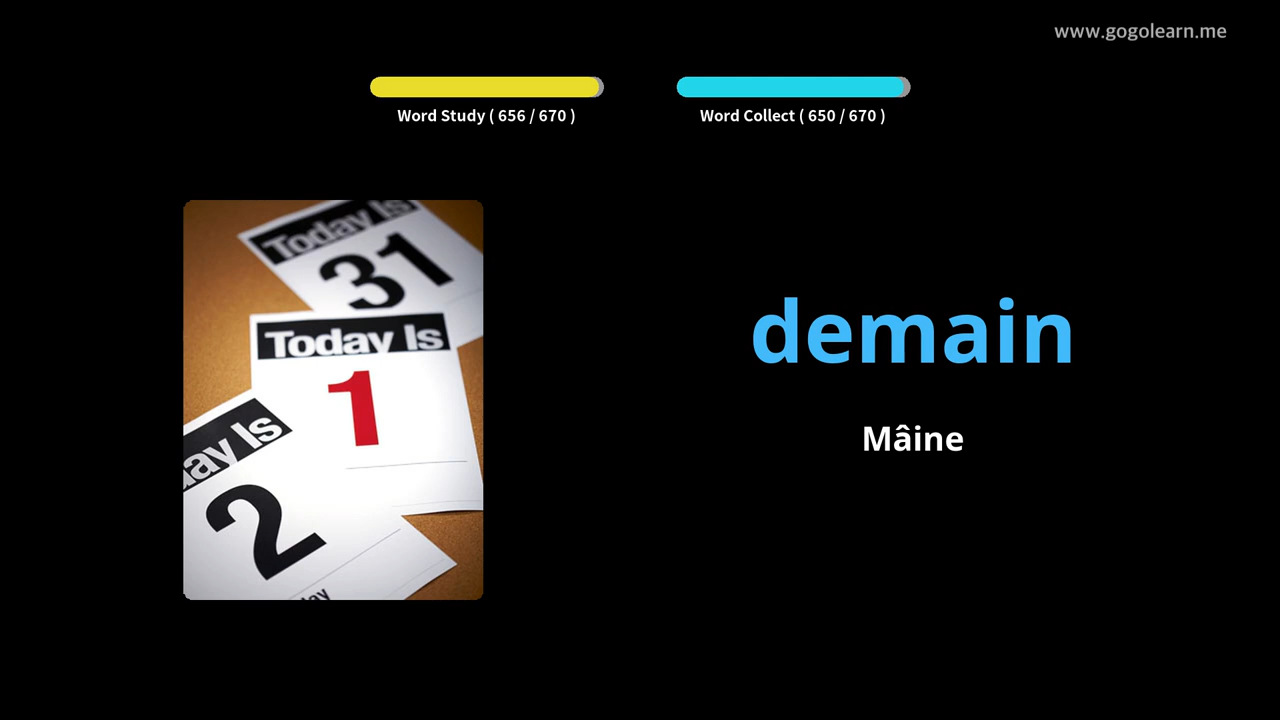 www.gogolearn.me
Word Study ( 656 / 670 )
Word Collect ( 650 / 670 )
Today Is
31
Today Is
1
ay Is
2
demain
Mâine